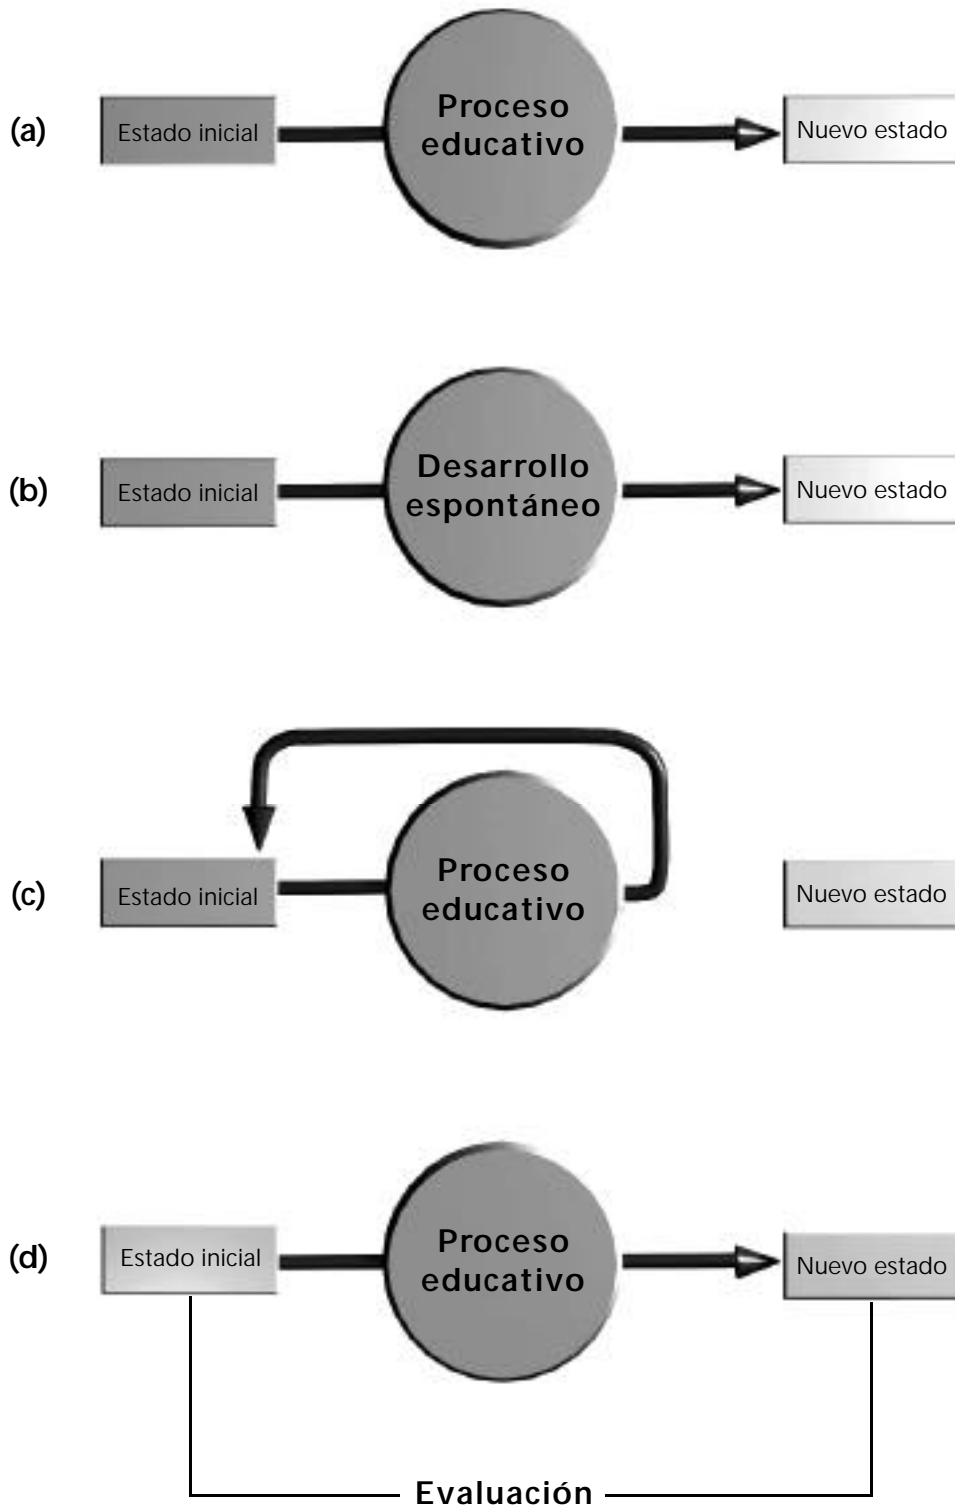 (a)
Estado inicial
Proceso
educativo
Nuevo estado
(b)
Estado inicial
Desarrollo
espontáneo
Nuevo estado
(c)
Estado inicial
Proceso
educativo
Nuevo estado
(d)
Estado inicial
Proceso
educativo
Nuevo estado
Evaluación